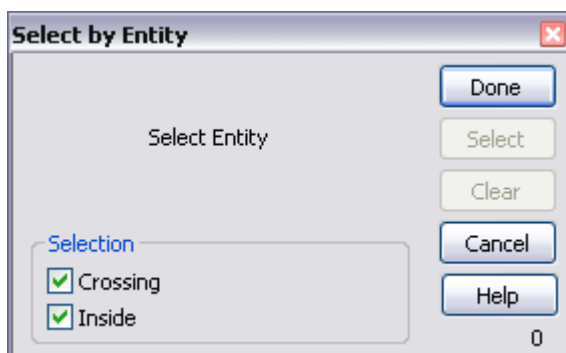 Select by Entity
Done
Select Entity
Select
Clear
Selection
Cancel
Crossing
Help
Inside
0